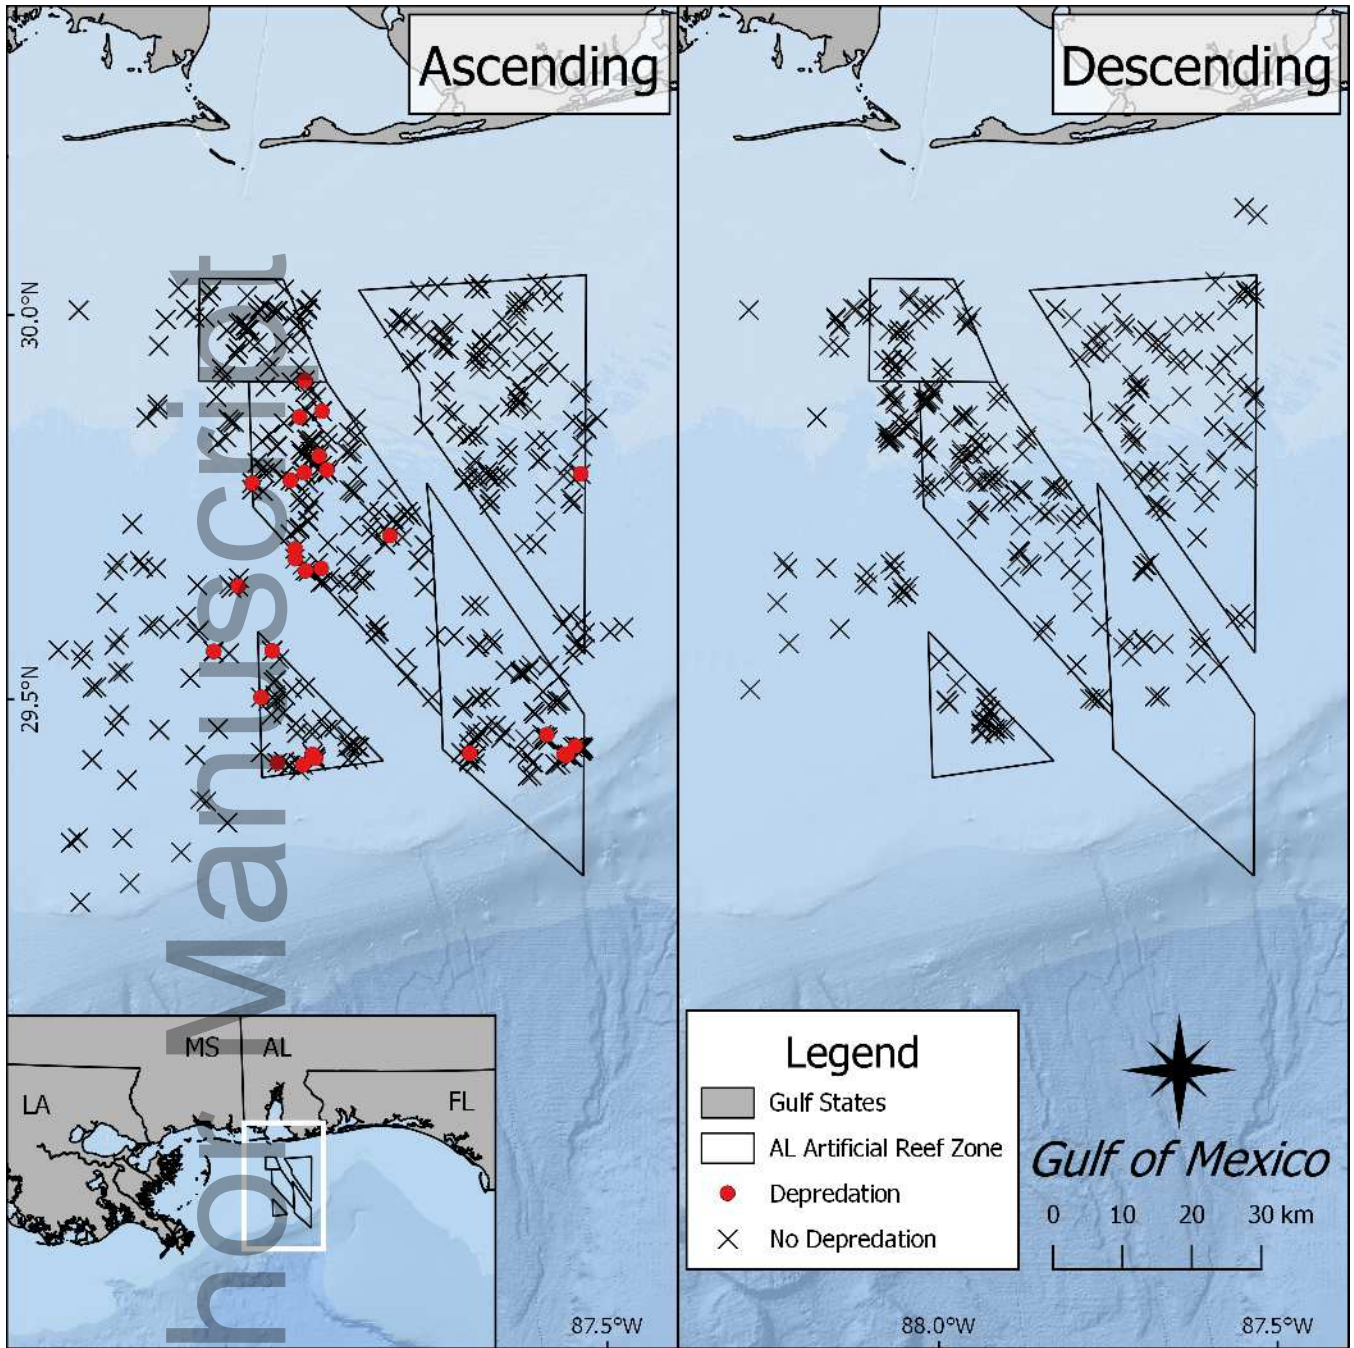 Ascending
Descending
30.0°N
29.5°N
hor Manuscript
MS
AL
LA
FL
87.5°W
Legend
Gulf States
AL Artificial Reef Zone
Depredation
No Depredation
Gulf of Mexico
0 10 20 30 km
88.0°W
87.5°W